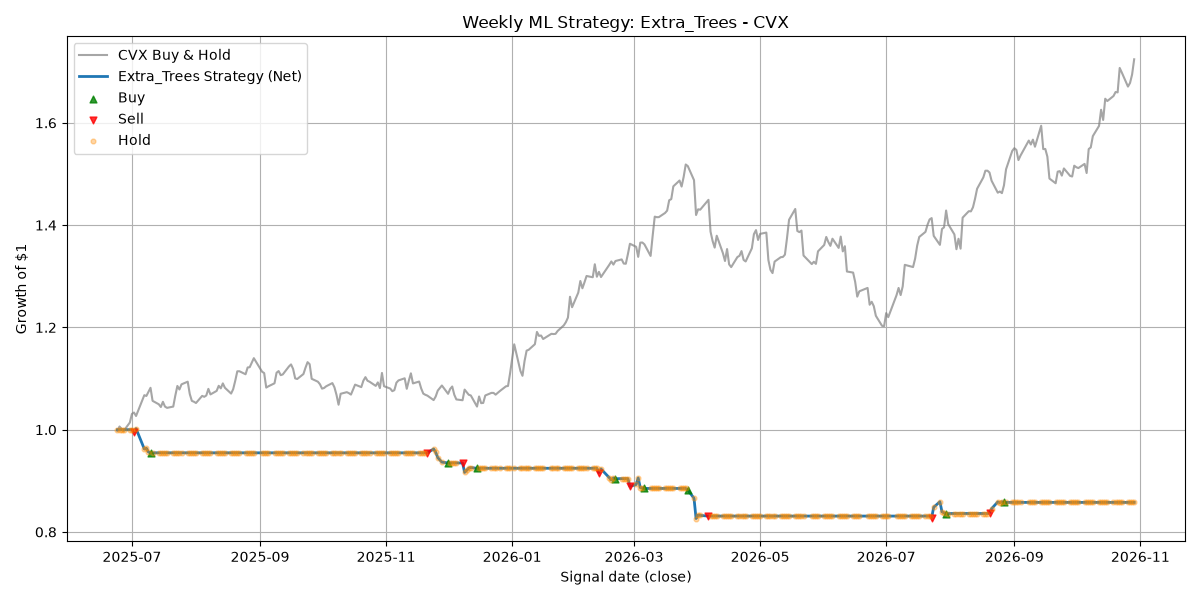 Weekly ML Strategy: Extra_Trees - CVX
CVX Buy & Hold
Extra_Trees Strategy (Net)
Buy
Sell
Hold
Growth of $1
1.6
1.4
1.2
1.0
0.8
2025-07
2025-09
2025-11
2026-01
2026-03
2026-05
2026-07
2026-09
2026-11
Signal date (close)